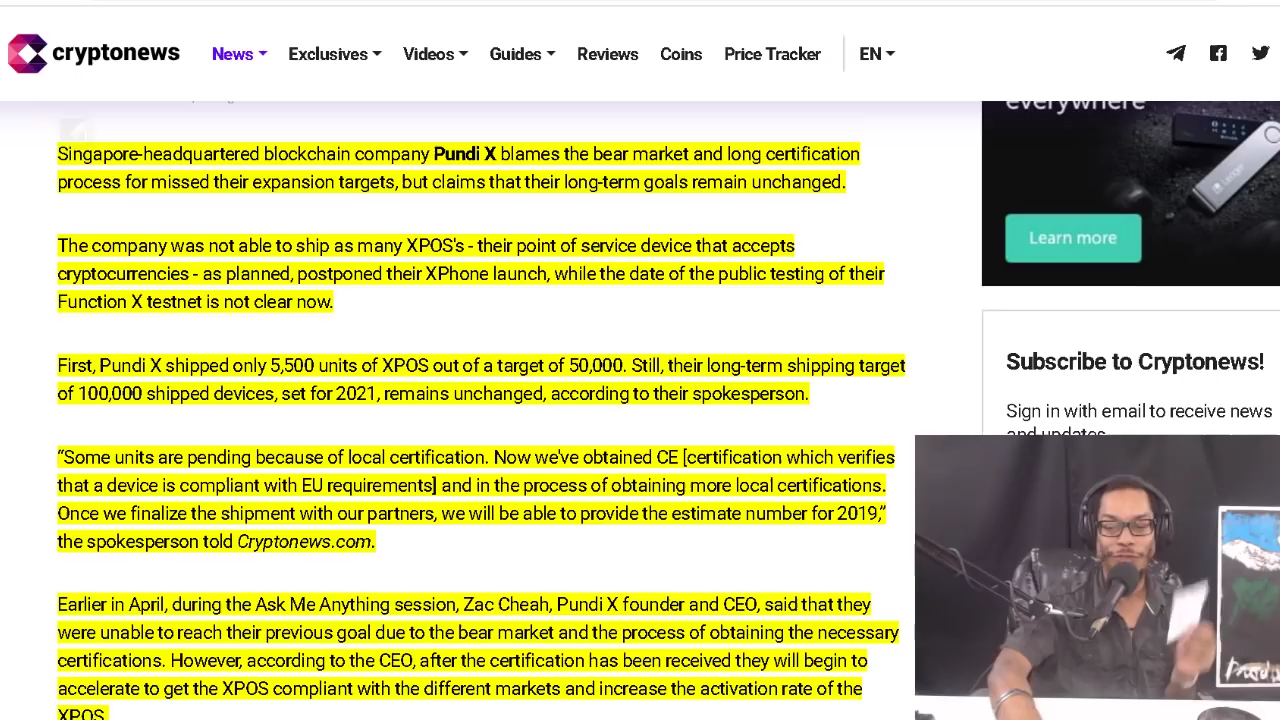 cryptonews
News Exclusives Videos Guides Reviews Coins Price Tracker EN
everywhere
Learn more
Ledger
Singapore-headquartered blockchain company Pundi X blames the bear market and long certification
process for missed their expansion targets, but claims that their long-term goals remain unchanged.
The company was not able to ship as many XPOS's - their point of service device that accepts
cryptocurrencies - as planned, postponed their XPhone launch, while the date of the public testing of their
Function X testnet is not clear now.
First, Pundi X shipped only 5,500 units of XPOS out of a target of 50,000. Still, their long-term shipping target
of 100,000 shipped devices, set for 2021, remains unchanged, according to their spokesperson.
“Some units are pending because of local certification. Now we've obtained CE [certification which verifies
that a device is compliant with EU requirements] and in the process of obtaining more local certifications.
Once we finalize the shipment with our partners, we will be able to provide the estimate number for 2019,”
the spokesperson told Cryptonews.com.
Earlier in April, during the Ask Me Anything session, Zac Cheah, Pundi X founder and CEO, said that they
were unable to reach their previous goal due to the bear market and the process of obtaining the necessary
certifications. However, according to the CEO, after the certification has been received they will begin to
accelerate to get the XPOS compliant with the different markets and increase the activation rate of the
XPOS.
Subscribe to Cryptonews!
Sign in with email to receive news
and updates